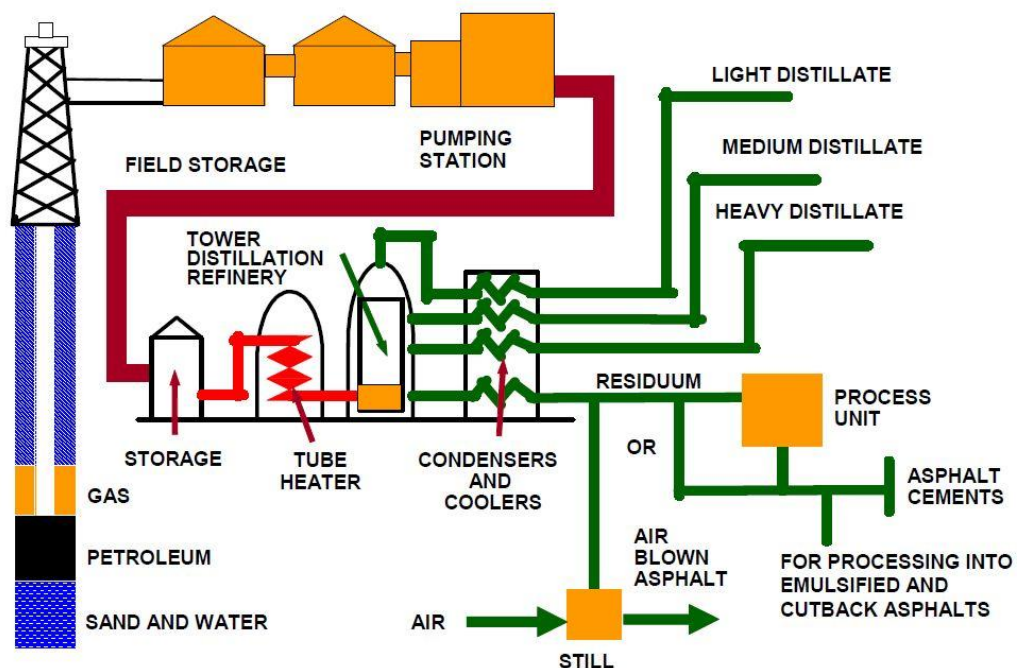 LIGHT DISTILLATE
PUMPING
STATION
MEDIUM DISTILLATE
FIELD STORAGE
HEAVY DISTILLATE
TOWER
DISTILLATION
REFINERY
RESIDUUM
PROCESS
UNIT
OR
STORAGE
TUBE
HEATER
CONDENSERS
AND
COOLERS
ASPHALT
CEMENTS
GAS
AIR
BLOWN
ASPHALT
PETROLEUM
FOR PROCESSING INTO
EMULSIFIED AND
CUTBACK ASPHALTS
SAND AND WATER
AIR
STILL